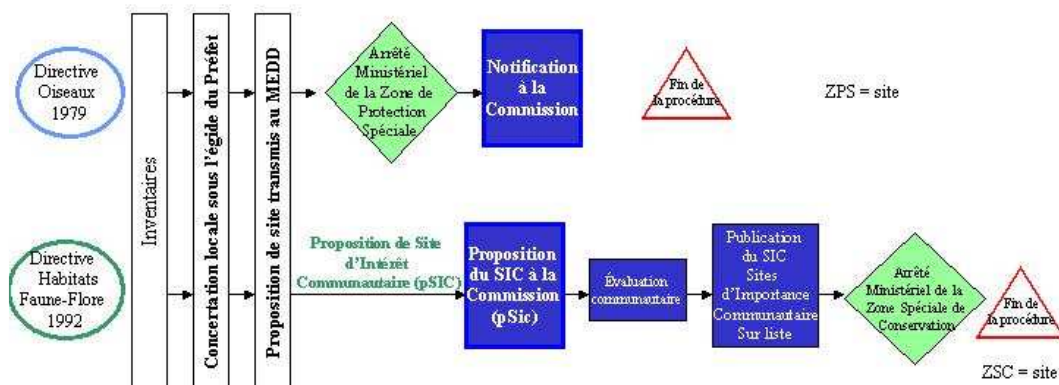 Directive
Oiseaux
1979
Inventaires
Concertation locale sous l'égide du Préfet
Proposition de site transmis au MEDD
Arrêté
Ministériel
de la Zone de
Protection
Spéciale
Notification
à la
Commission
Fin de
la procédure
ZPS = site
Directive
Habitats
Faune-Flore
1992
Proposition de Site
d'Intérêt
Communautaire (pSIC)
Proposition
du SIC à la
Commission
(pSic)
Évaluation
communautaire
Publication
du SIC
Sites
d'Importance
Communautaire
Sur liste
Arrêté
Ministériel de la
Zone Spéciale de
Conservation
Fin de
la procédure
ZSC = site